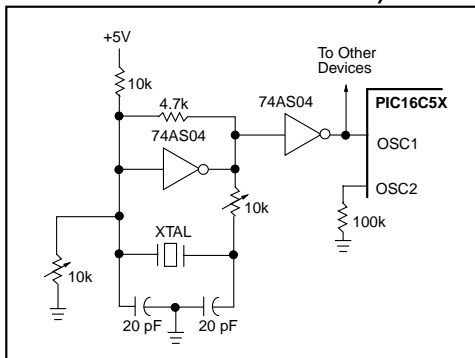 +5V
10k
4.7k
74AS04
74AS04
To Other
Devices
PIC16C5X
OSC1
OSC2
10k
100k
XTAL
10k
20 pF
20 pF